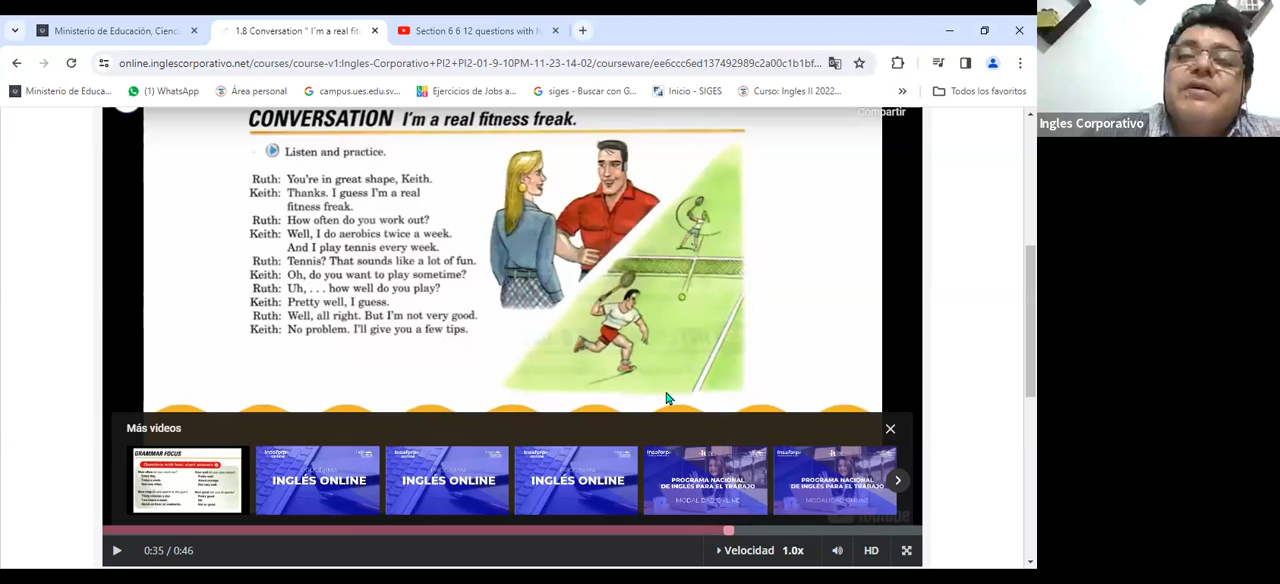 Ministerio de Educación, Cienc
1.8 Conversation " I'm a real fit
Section 6 6 12 questions with h
online.inglescorporativo.net/courses/course-v1:Ingles-Corporativo+PI2+PI2-01-9-10PM-11-23-14-02/courseware/ee6ccc6ed137492989c2a00c1b1bf...
Ministerio de Educa...
(1) WhatsApp
Área personal
campus.ues.edu.sv...
Ejercicios de Jobs a...
siges - Buscar con G...
Inicio - SIGES
Curso: Ingles II 2022...
»
Todos los favoritos
Ingles Corporativo
Compartir
CONVERSATION I'm a real fitness freak.
Listen and practice.
Ruth: You're in great shape, Keith.
Keith: Thanks. I guess I'm a real
fitness freak.
Ruth: How often do you work out?
Keith: Well, I do aerobics twice a week.
And I play tennis every week.
Ruth: Tennis? That sounds like a lot of fun.
Keith: Oh, do you want to play sometime?
Ruth: Uh, . . . how well do you play?
Keith: Pretty well, I guess.
Ruth: Well, all right. But I'm not very good.
Keith: No problem. I'll give you a few tips.
Más videos
GRAMMAR FOCUS
INGLÉS ONLINE
INGLÉS ONLINE
INGLÉS ONLINE
PROGRAMA NACIONAL
DE INGLÉS PARA EL TRABAJO
MODALIDAD ONLINE
PROGRAMA NACIONAL
DE INGLÉS PARA EL TRABAJO
MODALIDAD ONLINE
0:35 / 0:46
Velocidad 1.0x
HD